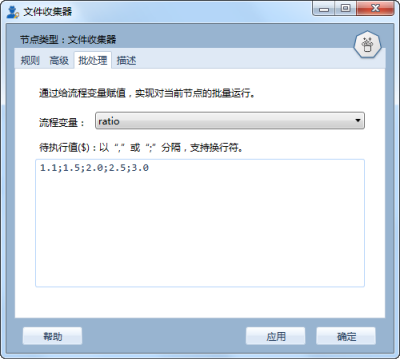 文件收集器
节点类型：文件收集器
规则 高级 批处理 描述
通过给流程变量赋值，实现对当前节点的批量运行。
流程变量： ratio
待执行值($)：以 “,” 或 “;” 分隔，支持换行符。
1.1;1.5;2.0;2.5;3.0
帮助 应用 确定